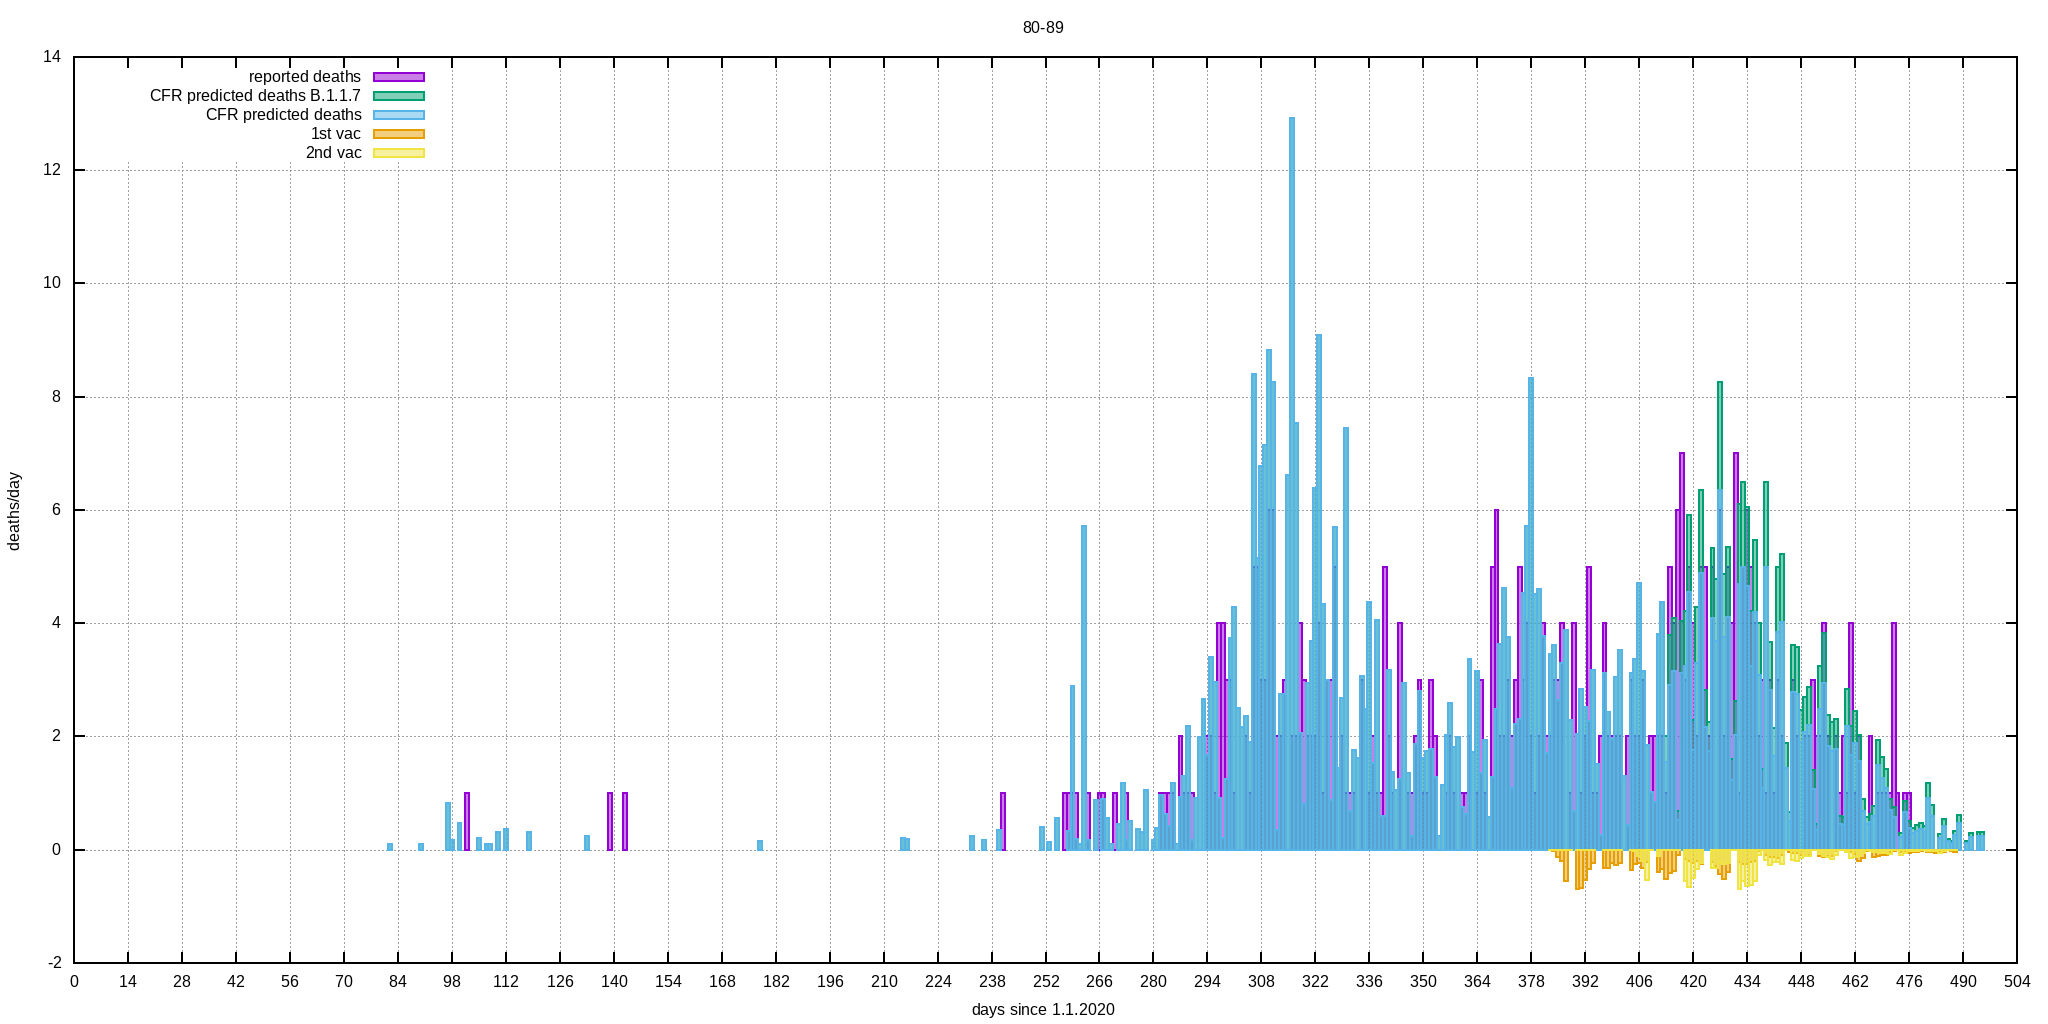 80-89
14
12
10
8
6
4
2
0
-2
deaths/day
reported deaths
CFR predicted deaths B.1.1.7
CFR predicted deaths
1st vac
2nd vac
0 14 28 42 56 70 84 98 112 126 140 154 168 182 196 210 224 238 252 266 280 294 308 322 336 350 364 378 392 406 420 434 448 462 476 490 504
days since 1.1.2020